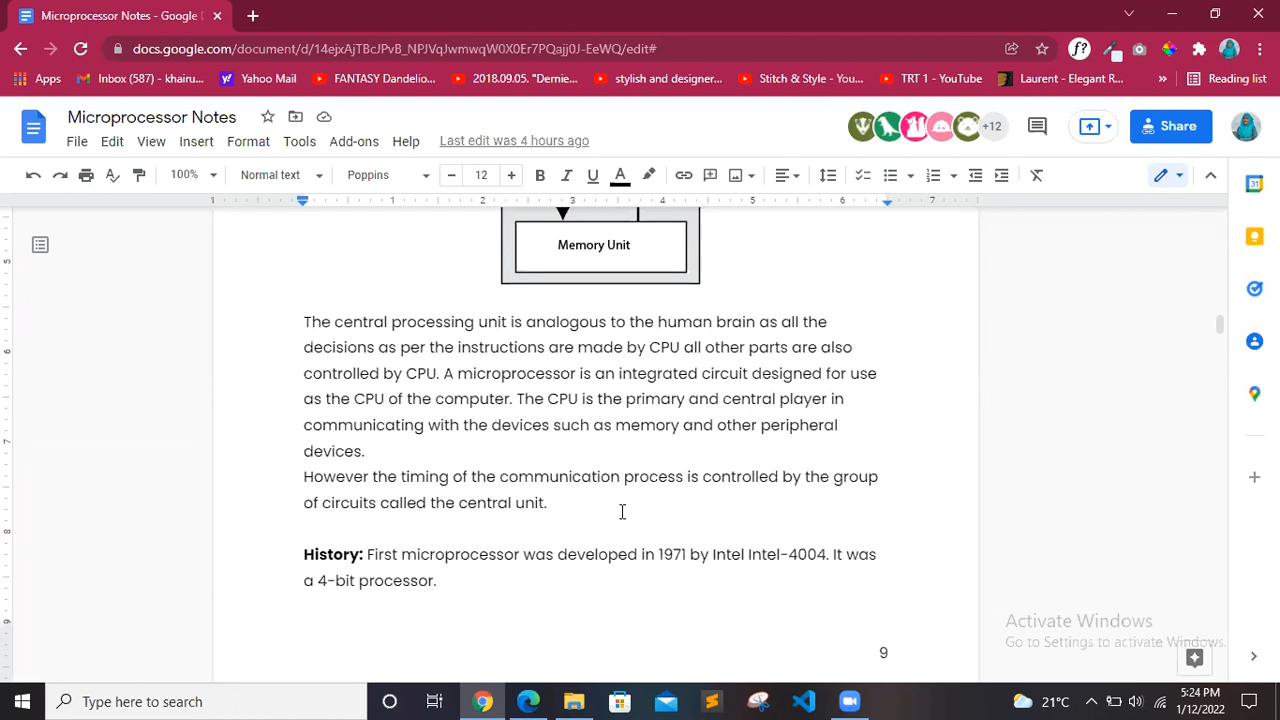 Microprocessor Notes - Google D
docs.google.com/document/d/14ejxAjTBcJPvB_NPJVqJwmwqW0X0Er7PQajj0J-EeWQ/edit#
Apps
Inbox (587) - khairu...
Yahoo Mail
FANTASY Dandelio...
2018.09.05. "Dernie...
stylish and designer...
Stitch & Style - You...
TRT 1 - YouTube
Laurent - Elegant R...
»
Reading list
Microprocessor Notes
+12
Share
File Edit View Insert Format Tools Add-ons Help Last edit was 4 hours ago
100% Normal text Poppins 12
1 1 2 3 4 5 6 7
Memory Unit
The central processing unit is analogous to the human brain as all the
decisions as per the instructions are made by CPU all other parts are also
controlled by CPU. A microprocessor is an integrated circuit designed for use
as the CPU of the computer. The CPU is the primary and central player in
communicating with the devices such as memory and other peripheral
devices.
However the timing of the communication process is controlled by the group
of circuits called the central unit.
History: First microprocessor was developed in 1971 by Intel Intel-4004. It was
a 4-bit processor.
9
Activate Windows
Go to Settings to activate Windows.
Type here to search
21°C
5:24 PM
1/12/2022